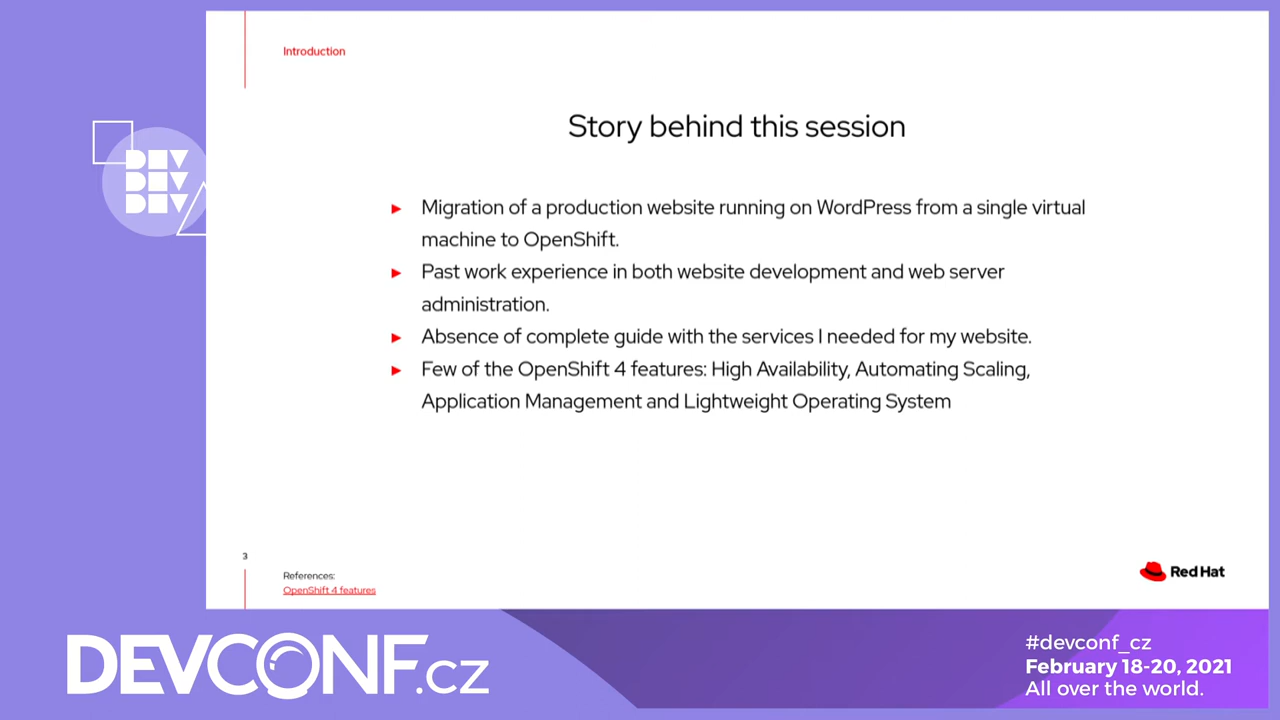 Introduction
Story behind this session
DEV
DEV
DEV
► Migration of a production website running on WordPress from a single virtual
machine to OpenShift.
► Past work experience in both website development and web server
administration.
► Absence of complete guide with the services I needed for my website.
► Few of the OpenShift 4 features: High Availability, Automating Scaling,
Application Management and Lightweight Operating System
3
References:
OpenShift 4 features
Red Hat
DEVCONF.cz
#devconf_cz
February 18-20, 2021
All over the world.